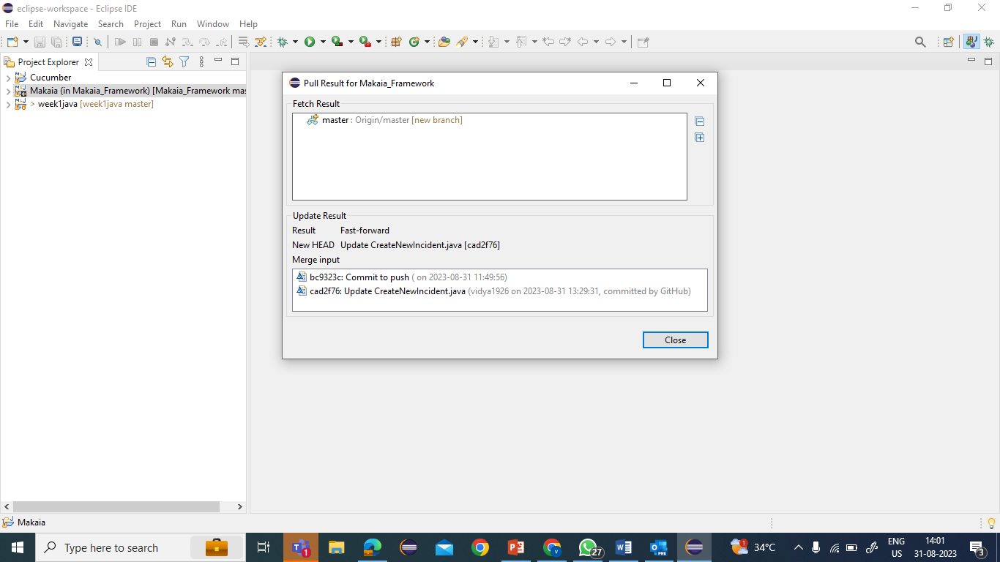 eclipse-workspace - Eclipse IDE
File Edit Navigate Search Project Run Window Help
Project Explorer
Cucumber
Makaia (in Makaia_Framework) [Makaia_Framework mas
> week1java [week1java master]
Pull Result for Makaia_Framework
Fetch Result
master : Origin/master [new branch]
Update Result
Result Fast-forward
New HEAD Update CreateNewIncident.java [cad2f76]
Merge input
bc9323c: Commit to push ( on 2023-08-31 11:49:56)
cad2f76: Update CreateNewIncident.java (vidya1926 on 2023-08-31 13:29:31, committed by GitHub)
Close
Makaia
Type here to search
1
27
PRE
1
34°C
ENG
US
14:01
31-08-2023
3